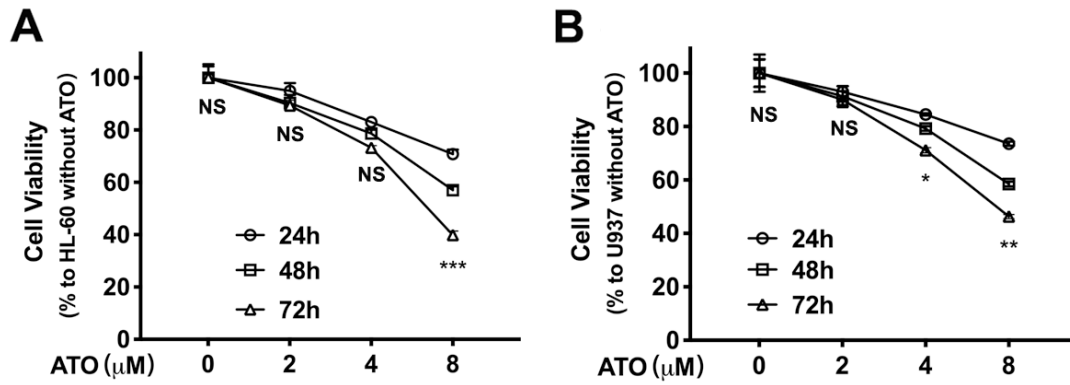 A
Cell Viability
(% to HL-60 without ATO)
100
80
60
40
20
0
NS
NS
NS
***
24h
48h
72h
ATO (μM)
0
2
4
8
B
Cell Viability
(% to U937 without ATO)
100
80
60
40
20
0
NS
NS
*
**
24h
48h
72h
ATO (μM)
0
2
4
8